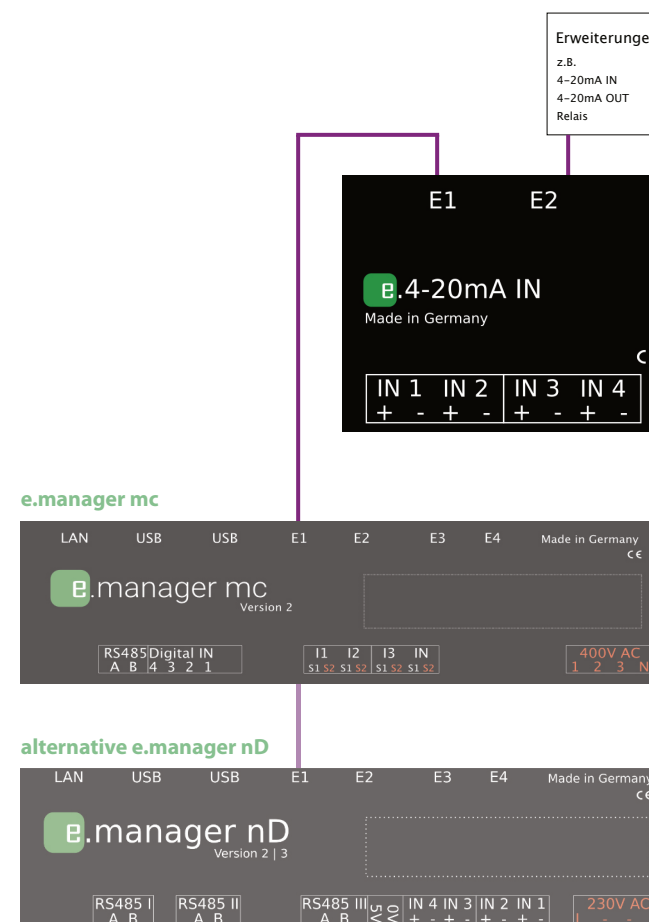 Erweiterunge
z.B.
4-20mA IN
4-20mA OUT
Relais
E1 E2
e.4-20mA IN
Made in Germany
IN 1 IN 2 IN 3 IN 4
+ - + - + - + -
e.manager mc
LAN USB USB E1 E2 E3 E4 Made in Germany
CE
e.manager mc
Version 2
RS485 Digital IN I1 I2 I3 IN 400V AC
A B 4 3 2 1 S1 S2 S1 S2 S1 S2 S1 S2 1 2 3 N
alternative e.manager nD
LAN USB USB E1 E2 E3 E4 Made in Germany
CE
e.manager nD
Version 2 | 3
RS485 I RS485 II RS485 III 5V 0V IN 4 IN 3 IN 2 IN 1 230V AC
A B A B A B + - + - + - + - L - -